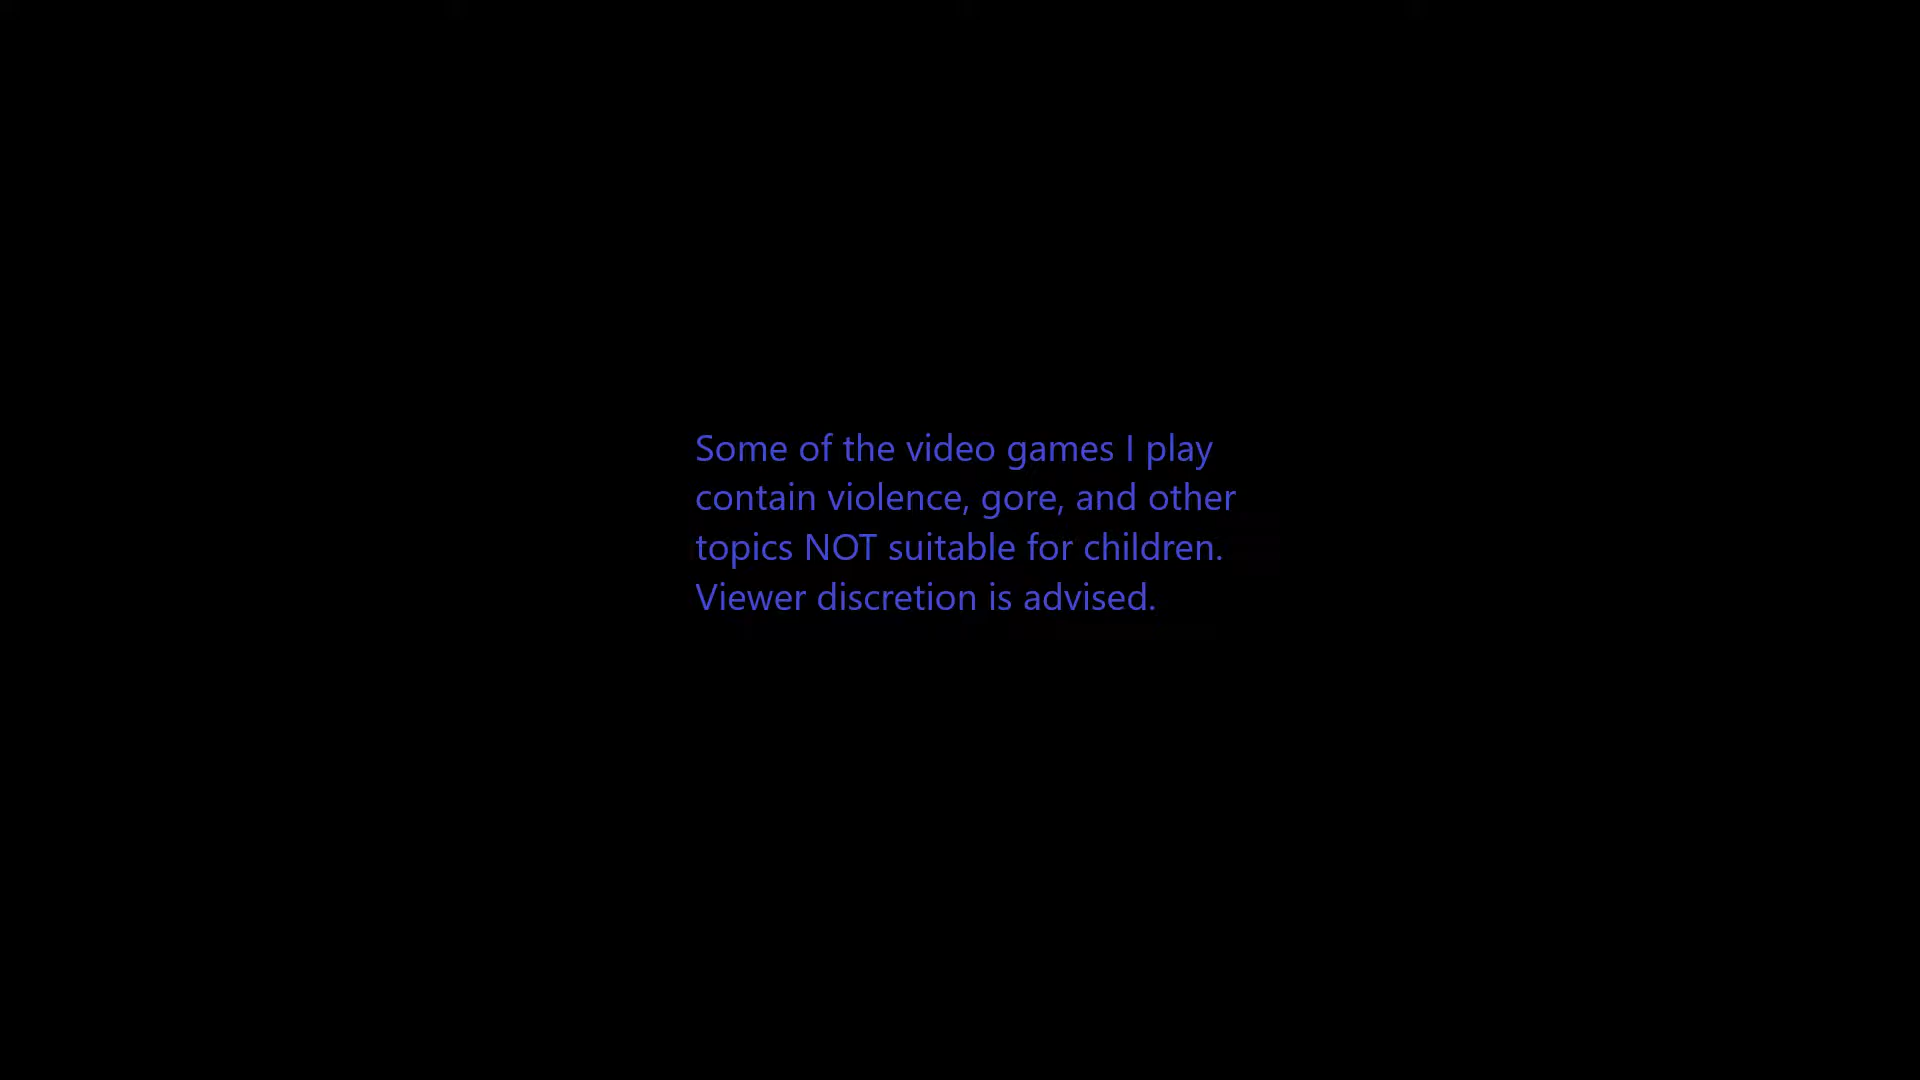 Some of the video games I play
contain violence, gore, and other
topics NOT suitable for children.
Viewer discretion is advised.